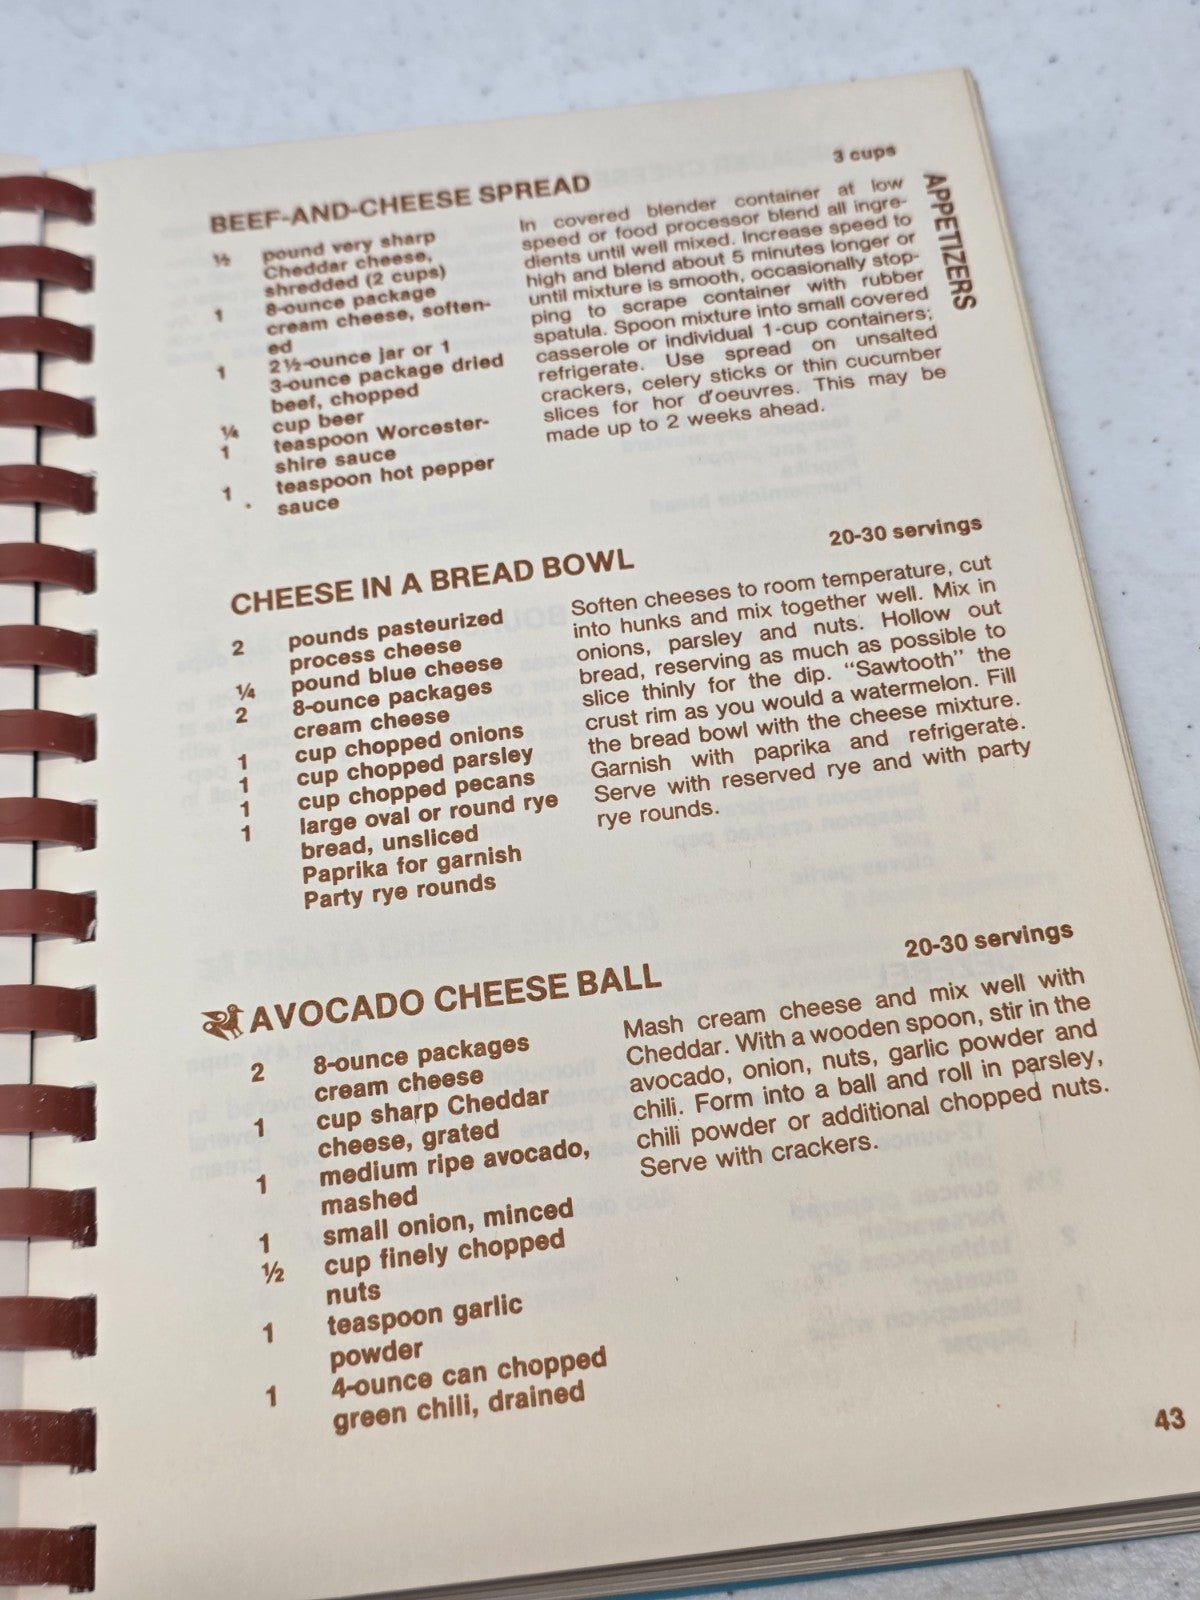 APPETIZERS
BEEF-AND-CHEESE SPREAD
3 cups
½ pound very sharp
Cheddar cheese,
shredded (2 cups)
1 8-ounce package
cream cheese, soften-
ed
1 2½-ounce jar or 1
3-ounce package dried
beef, chopped
¼ cup beer
1 teaspoon Worcester-
shire sauce
1 teaspoon hot pepper
sauce
In covered blender container at low
speed or food processor blend all ingre-
dients until well mixed. Increase speed to
high and blend about 5 minutes longer or
until mixture is smooth, occasionally stop-
ping to scrape container with rubber
spatula. Spoon mixture into small covered
casserole or individual 1-cup containers;
refrigerate. Use spread on unsalted
crackers, celery sticks or thin cucumber
slices for hor d'oeuvres. This may be
made up to 2 weeks ahead.
CHEESE IN A BREAD BOWL
20-30 servings
2 pounds pasteurized
process cheese
¼ pound blue cheese
2 8-ounce packages
cream cheese
1 cup chopped onions
1 cup chopped parsley
1 cup chopped pecans
1 large oval or round rye
bread, unsliced
Paprika for garnish
Party rye rounds
Soften cheeses to room temperature, cut
into hunks and mix together well. Mix in
onions, parsley and nuts. Hollow out
bread, reserving as much as possible to
slice thinly for the dip. "Sawtooth" the
crust rim as you would a watermelon. Fill
the bread bowl with the cheese mixture.
Garnish with paprika and refrigerate.
Serve with reserved rye and with party
rye rounds.
AVOCADO CHEESE BALL
20-30 servings
2 8-ounce packages
cream cheese
1 cup sharp Cheddar
cheese, grated
1 medium ripe avocado,
mashed
1 small onion, minced
½ cup finely chopped
nuts
1 teaspoon garlic
powder
1 4-ounce can chopped
green chili, drained
Mash cream cheese and mix well with
Cheddar. With a wooden spoon, stir in the
avocado, onion, nuts, garlic powder and
chili. Form into a ball and roll in parsley,
chili powder or additional chopped nuts.
Serve with crackers.
43